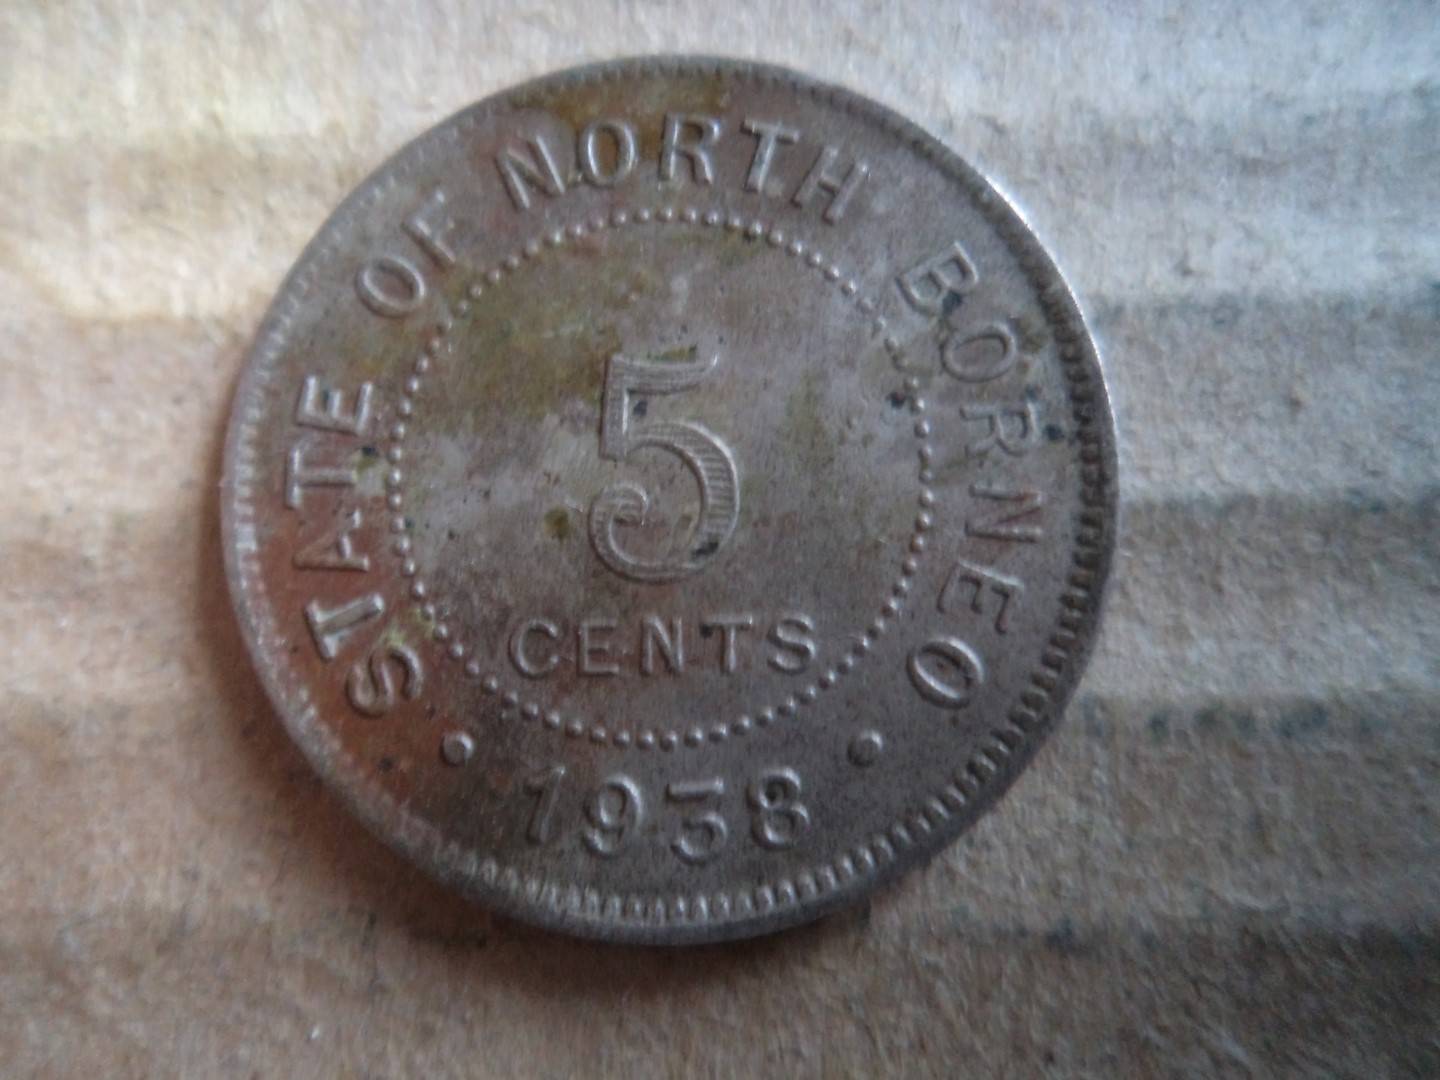 STATE OF NORTH BORNEO
5
CENTS
• 1938 •